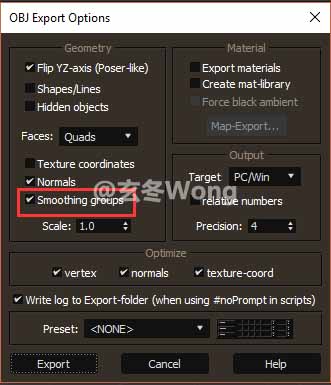 OBJ Export Options
Geometry
Flip YZ-axis (Poser-like)
Shapes/Lines
Hidden objects
Faces: Quads
Texture coordinates
Normals
Smoothing groups
Scale: 1.0
Material
Export materials
Create mat-library
Force black ambient
Map-Export...
Output
Target PC/Win
relative numbers
Precision: 4
@玄冬Wong
Optimize
vertex normals texture-coord
Write log to Export-folder (when using #noPrompt in scripts)
Preset: <NONE>
Export Cancel Help